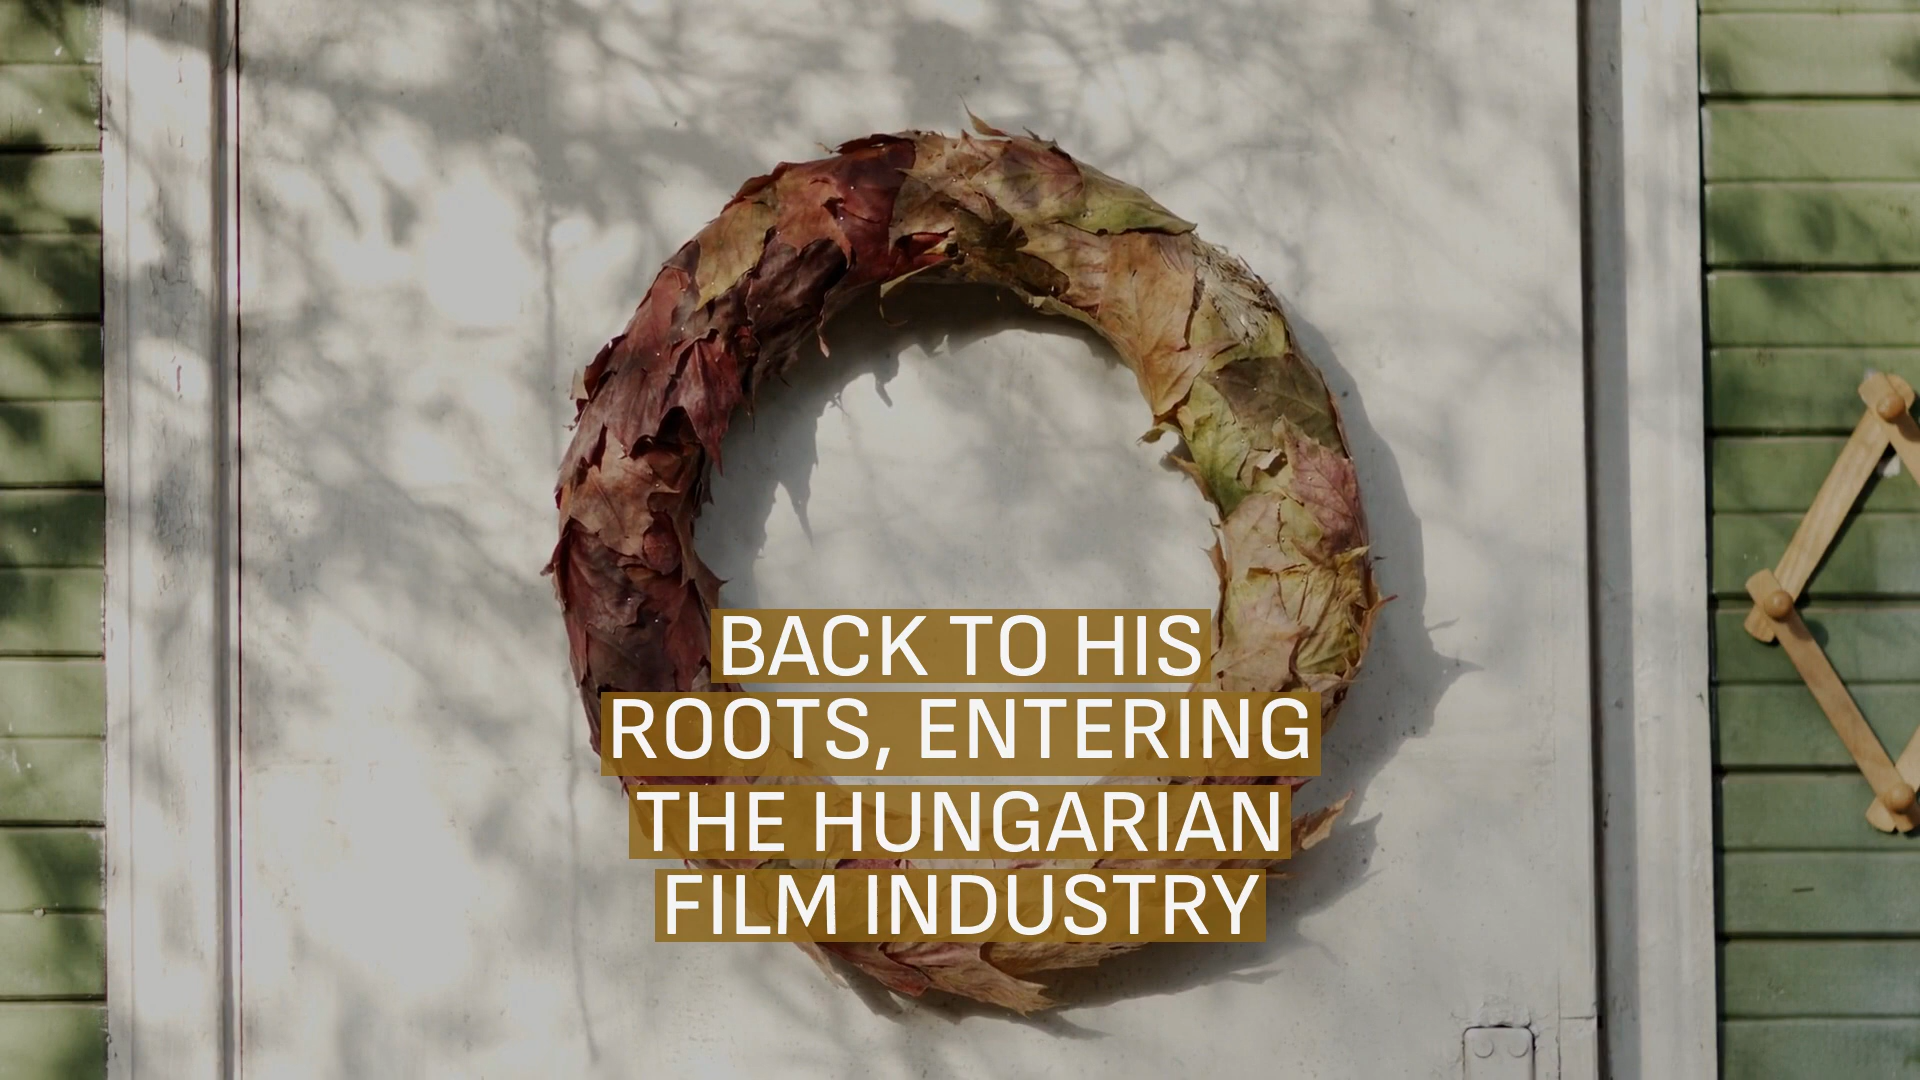 BACK TO HIS
ROOTS, ENTERING
THE HUNGARIAN
FILM INDUSTRY